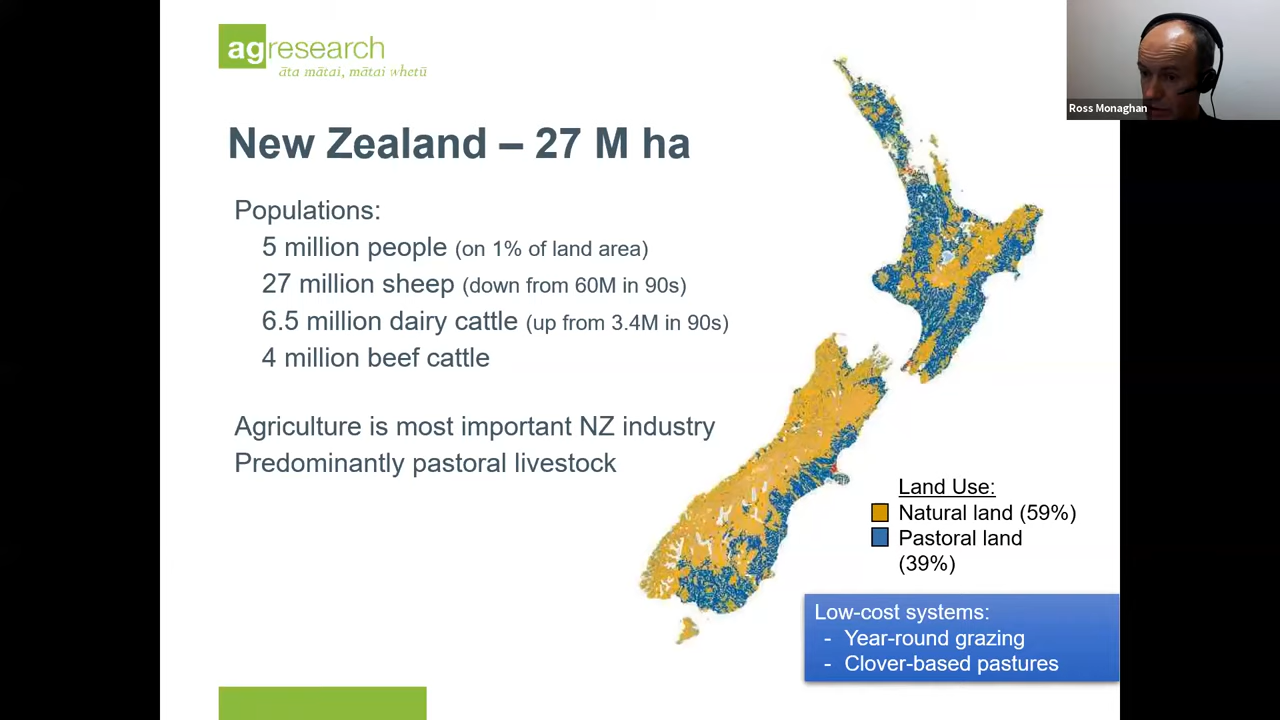 agresearch
āta mātai, mātai whetū
Ross Monaghan
New Zealand – 27 M ha
Populations:
5 million people (on 1% of land area)
27 million sheep (down from 60M in 90s)
6.5 million dairy cattle (up from 3.4M in 90s)
4 million beef cattle
Agriculture is most important NZ industry
Predominantly pastoral livestock
Land Use:
Natural land (59%)
Pastoral land
(39%)
Low-cost systems:
- Year-round grazing
- Clover-based pastures